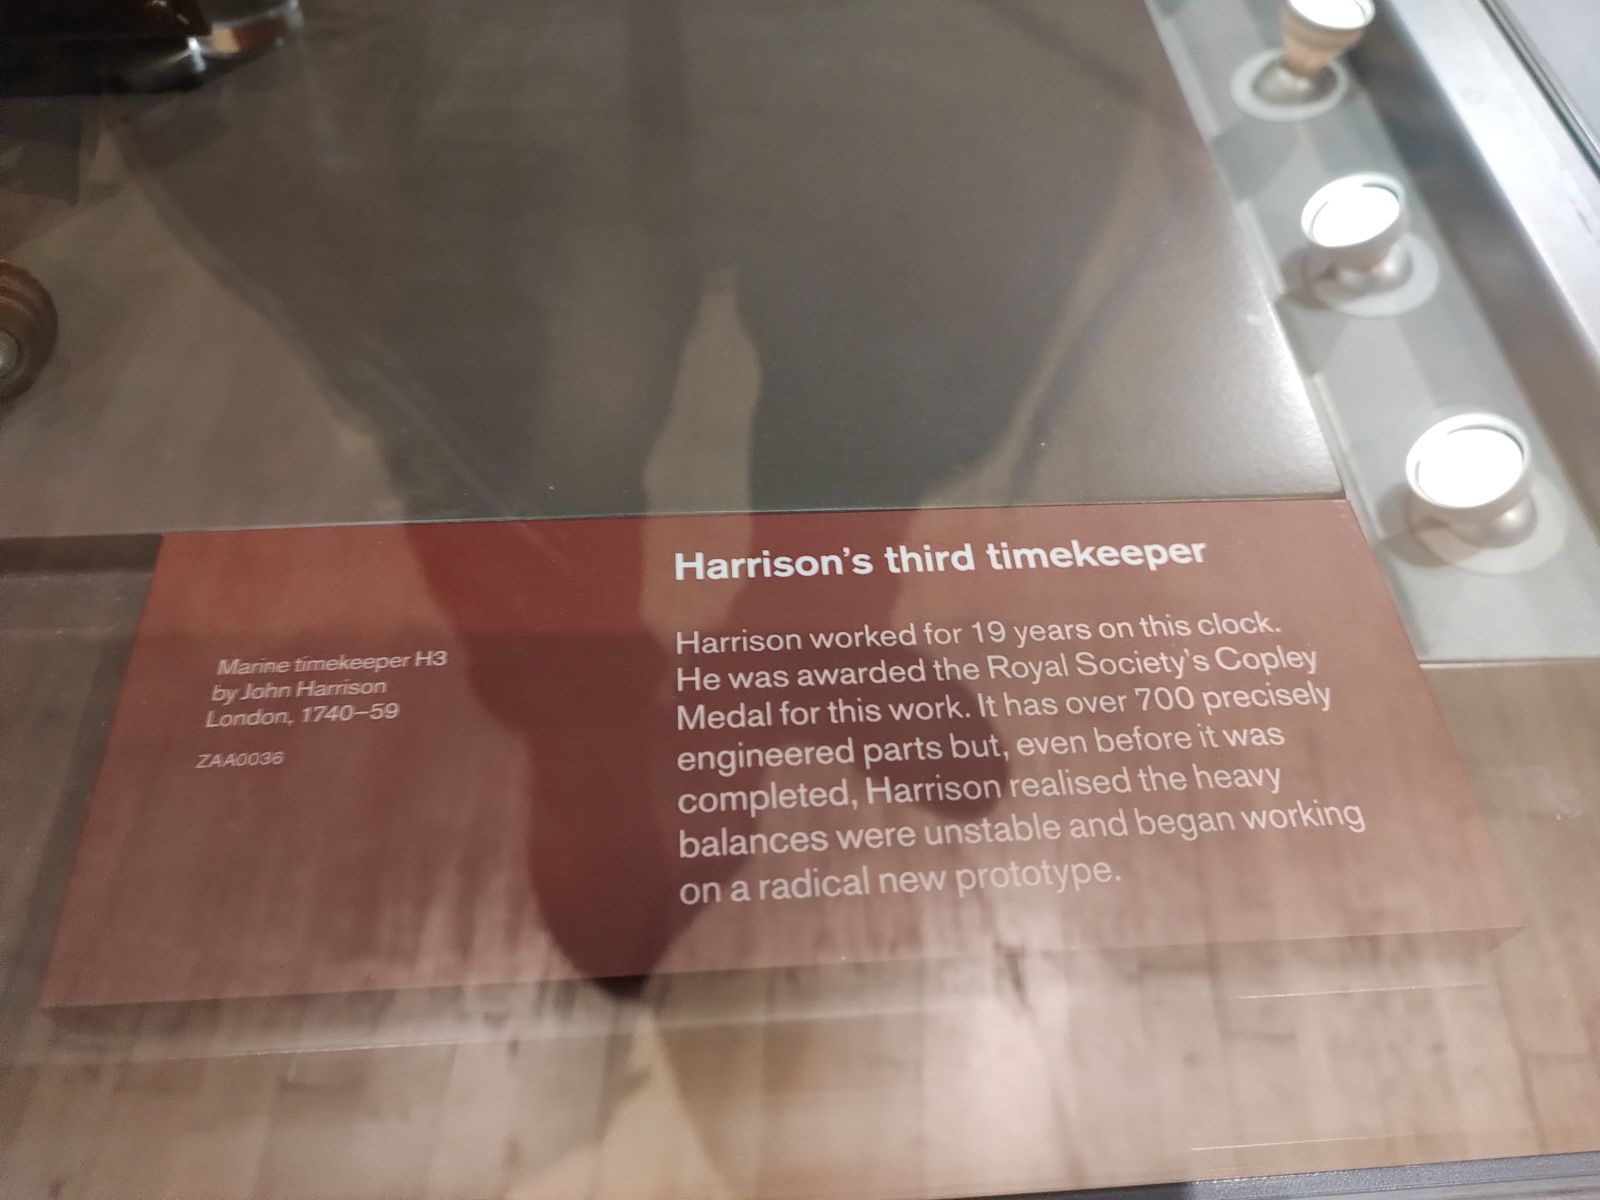 Harrison's third timekeeper
Marine timekeeper H3
by John Harrison
London, 1740–59
ZAA0036
Harrison worked for 19 years on this clock.
He was awarded the Royal Society's Copley
Medal for this work. It has over 700 precisely
engineered parts but, even before it was
completed, Harrison realised the heavy
balances were unstable and began working
on a radical new prototype.